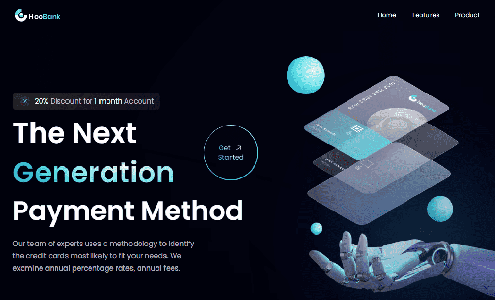 HooBank
Home Features Product
20% Discount for 1 month Account
The Next
Generation
Payment Method
Get
Started
Our team of experts uses a methodology to identify
the credit cards most likely to fit your needs. We
examine annual percentage rates, annual fees.